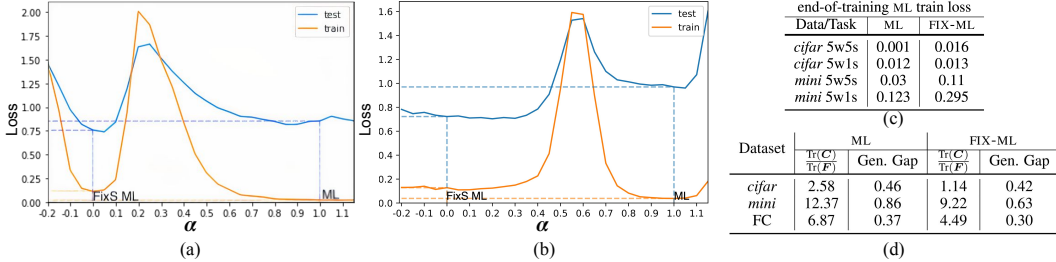 test
train
2.00
1.75
1.50
1.25
1.00
0.75
0.50
0.25
0.00
Loss
FixS ML
ML
-0.2 -0.1 0.0 0.1 0.2 0.3 0.4 0.5 0.6 0.7 0.8 0.9 1.0 1.1
α
(a)
test
train
1.6
1.4
1.2
1.0
0.8
0.6
0.4
0.2
0.0
Loss
FixS ML
ML
-0.2 -0.1 0.0 0.1 0.2 0.3 0.4 0.5 0.6 0.7 0.8 0.9 1.0 1.1
α
(b)
end-of-training ML train loss
Data/Task ML FIX-ML
cifar 5w5s 0.001 0.016
cifar 5w1s 0.012 0.013
mini 5w5s 0.03 0.11
mini 5w1s 0.123 0.295
(c)
Dataset ML FIX-ML
Tr(C)/Tr(F) Gen. Gap Tr(C)/Tr(F) Gen. Gap
cifar 2.58 0.46 1.14 0.42
mini 12.37 0.86 9.22 0.63
FC 6.87 0.37 4.49 0.30
(d)